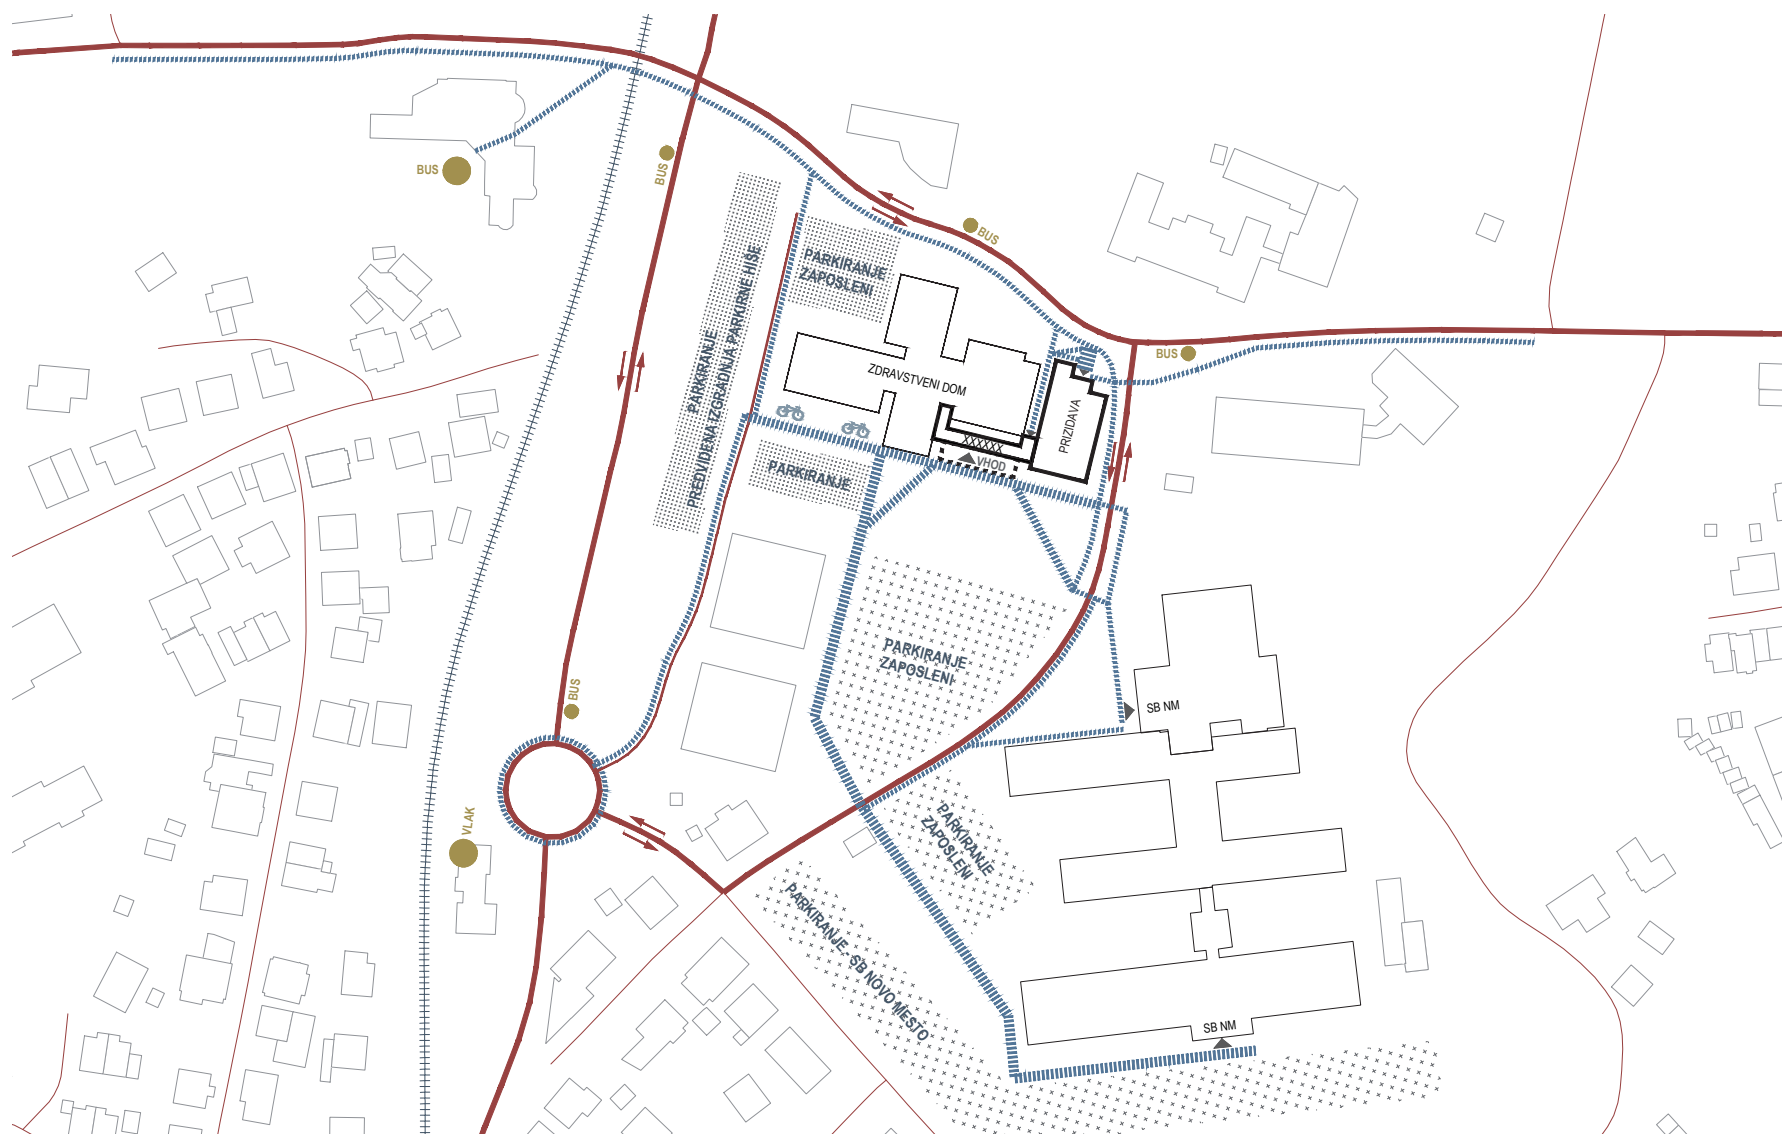 BUS
BUS
BUS
PARKIRANJE
ZAPOSLENI
PARKIRANJE
PREDVIDENA IZGRADNJA PARKIRNE HIŠE
BUS
ZDRAVSTVENI DOM
PRIZIDAVA
XXXXXX
VHOD
PARKIRANJE
PARKIRANJE
ZAPOSLENI
BUS
SB NM
VLAK
PARKIRANJE
ZAPOSLENI
PARKIRANJE - SB NOVO MESTO
SB NM